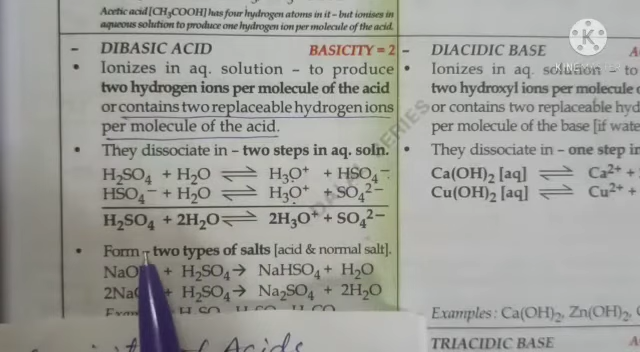 Acetic acid [CH₃COOH] has four hydrogen atoms in it – but ionises in
aqueous solution to produce one hydrogen ion per molecule of the acid.
– DIBASIC ACID BASICITY = 2
• Ionizes in aq. solution – to produce
two hydrogen ions per molecule of the acid
or contains two replaceable hydrogen ions
per molecule of the acid.
• They dissociate in – two steps in aq. soln.
H₂SO₄ + H₂O ⇌ H₃O⁺ + HSO₄⁻
HSO₄⁻ + H₂O ⇌ H₃O⁺ + SO₄²⁻
H₂SO₄ + 2H₂O ⇌ 2H₃O⁺ + SO₄²⁻
• Form – two types of salts [acid & normal salt].
+ H₂SO₄ → NaHSO₄ + H₂O
+ H₂SO₄ → Na₂SO₄ + 2H₂O
– DIACIDIC BASE
• Ionizes in aq. solution – to
two hydroxyl ions per molecule
or contains two replaceable
per molecule of the base [if
• They dissociate in – one step in
Ca(OH)₂ [aq] ⇌ Ca²⁺ +
Cu(OH)₂ [aq] ⇌ Cu²⁺ +
Examples : Ca(OH)₂, Zn(OH)₂,
TRIACIDIC BASE
of Acids
KINEMASTER
SERIES